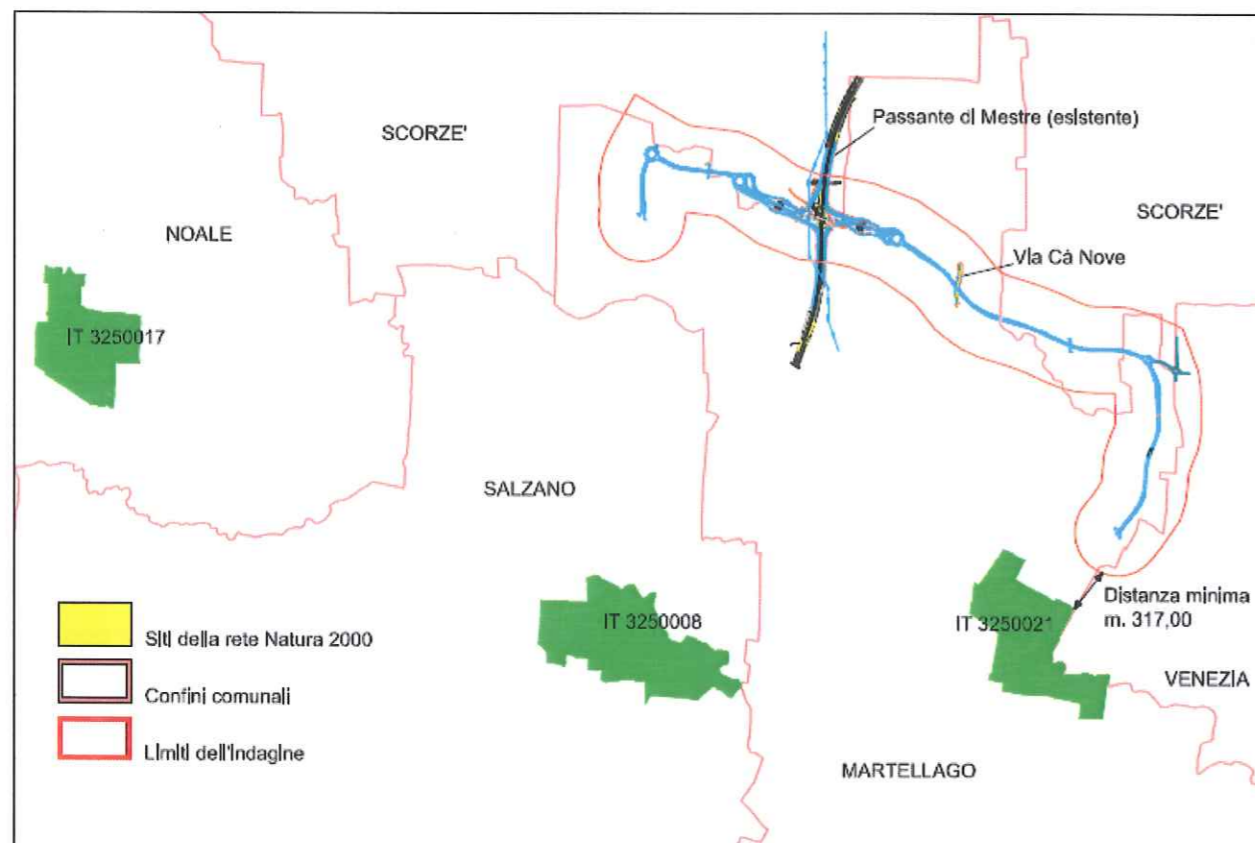 SCORZE'
Passante di Mestre (esistente)
SCORZE'
NOALE
Via Cà Nove
IT 3250017
SALZANO
Distanza minima
m. 317,00
IT 3250008
IT 3250021
VENEZIA
Siti della rete Natura 2000
Confini comunali
Limiti dell'indagine
MARTELLAGO